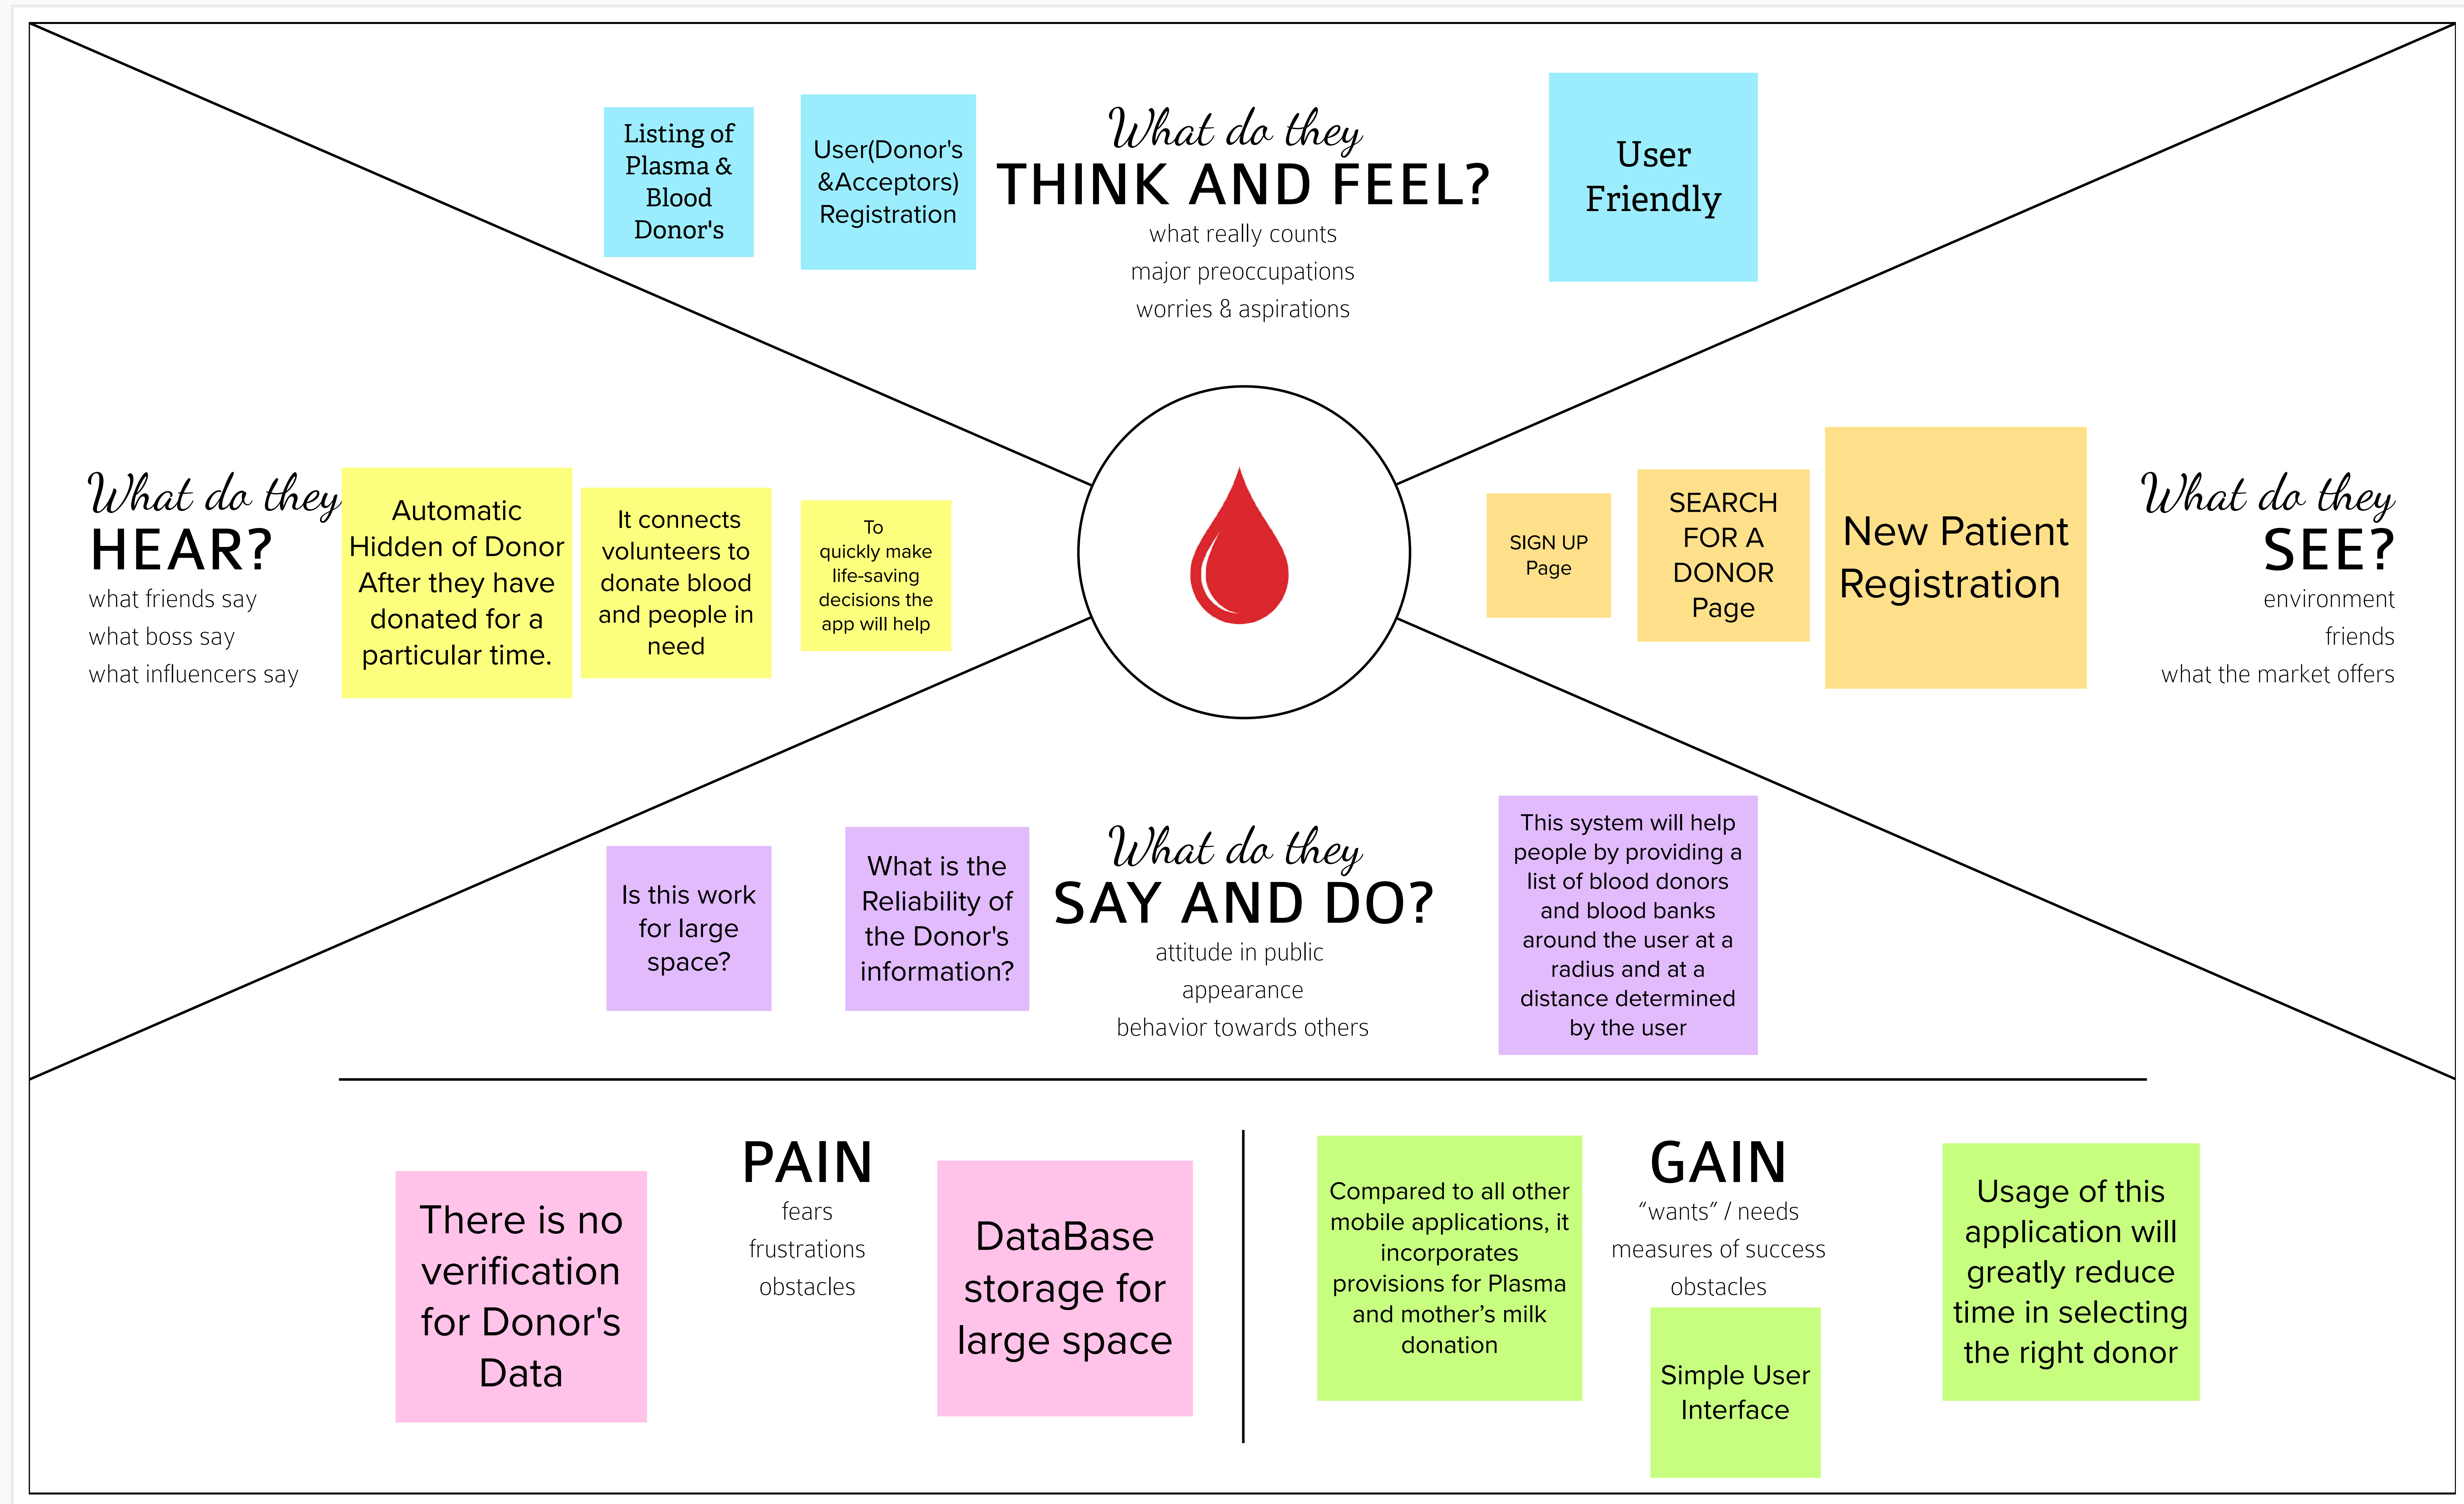 What do they
THINK AND FEEL?
what really counts
major preoccupations
worries & aspirations
Listing of
Plasma &
Blood
Donor's
User(Donor's
&Acceptors)
Registration
User
Friendly
What do they
HEAR?
what friends say
what boss say
what influencers say
Automatic
Hidden of Donor
After they have
donated for a
particular time.
It connects
volunteers to
donate blood
and people in
need
To
quickly make
life-saving
decisions the
app will help
SIGN UP
Page
SEARCH
FOR A
DONOR
Page
New Patient
Registration
What do they
SEE?
environment
friends
what the market offers
Is this work
for large
space?
What is the
Reliability of
the Donor's
information?
What do they
SAY AND DO?
attitude in public
appearance
behavior towards others
This system will help
people by providing a
list of blood donors
and blood banks
around the user at a
radius and at a
distance determined
by the user
There is no
verification
for Donor's
Data
PAIN
fears
frustrations
obstacles
DataBase
storage for
large space
Compared to all other
mobile applications, it
incorporates
provisions for Plasma
and mother’s milk
donation
GAIN
“wants” / needs
measures of success
obstacles
Simple User
Interface
Usage of this
application will
greatly reduce
time in selecting
the right donor